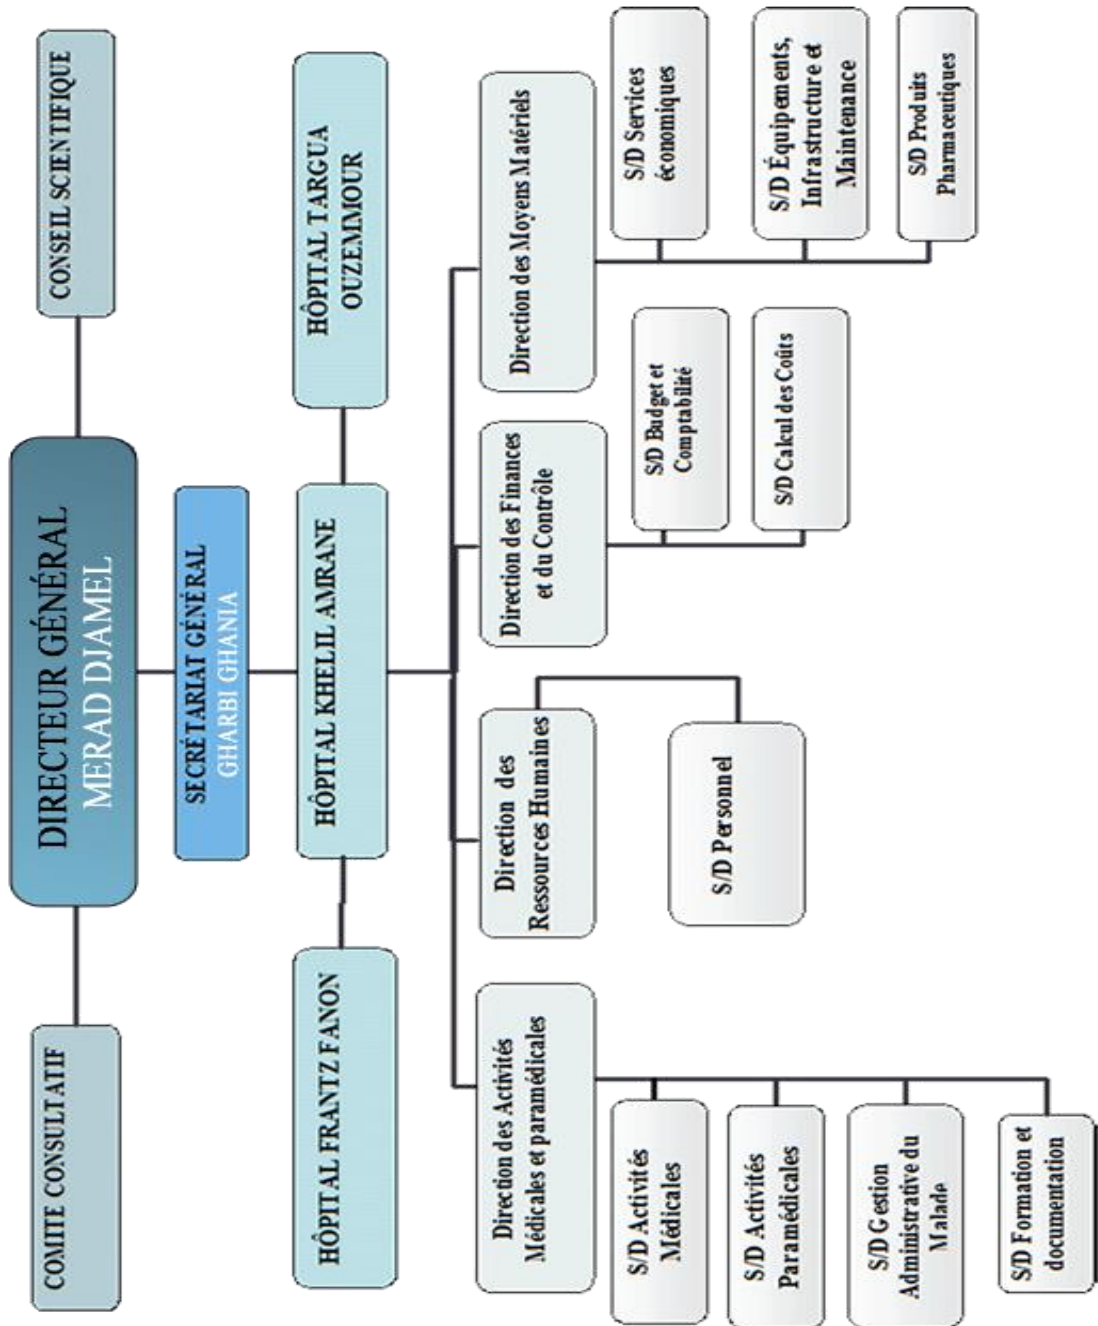 COMITE CONSULTATIF
DIRECTEUR GÉNÉRAL
MERAD DJAMEL
CONSEIL SCIENTIFIQUE
SECRÉTARIAT GÉNÉRAL
GHARBI GHANIA
HÔPITAL FRANTZ FANON
HÔPITAL KHELIL AMRANE
HÔPITAL TARGUA
OUZEMMOUR
Direction des Activités
Médicales et paramédicales
Direction des
Ressources Humaines
Direction des Finances
et du Contrôle
Direction des Moyens Matériels
S/D Activités
Médicales
S/D Activités
Paramédicales
S/D Gestion
Administrative du
Malade
S/D Formation et
documentation
S/D Personnel
S/D Budget et
Comptabilité
S/D Calcul des Coûts
S/D Services
économiques
S/D Équipements,
Infrastructure et
Maintenance
S/D Produits
Pharmaceutiques